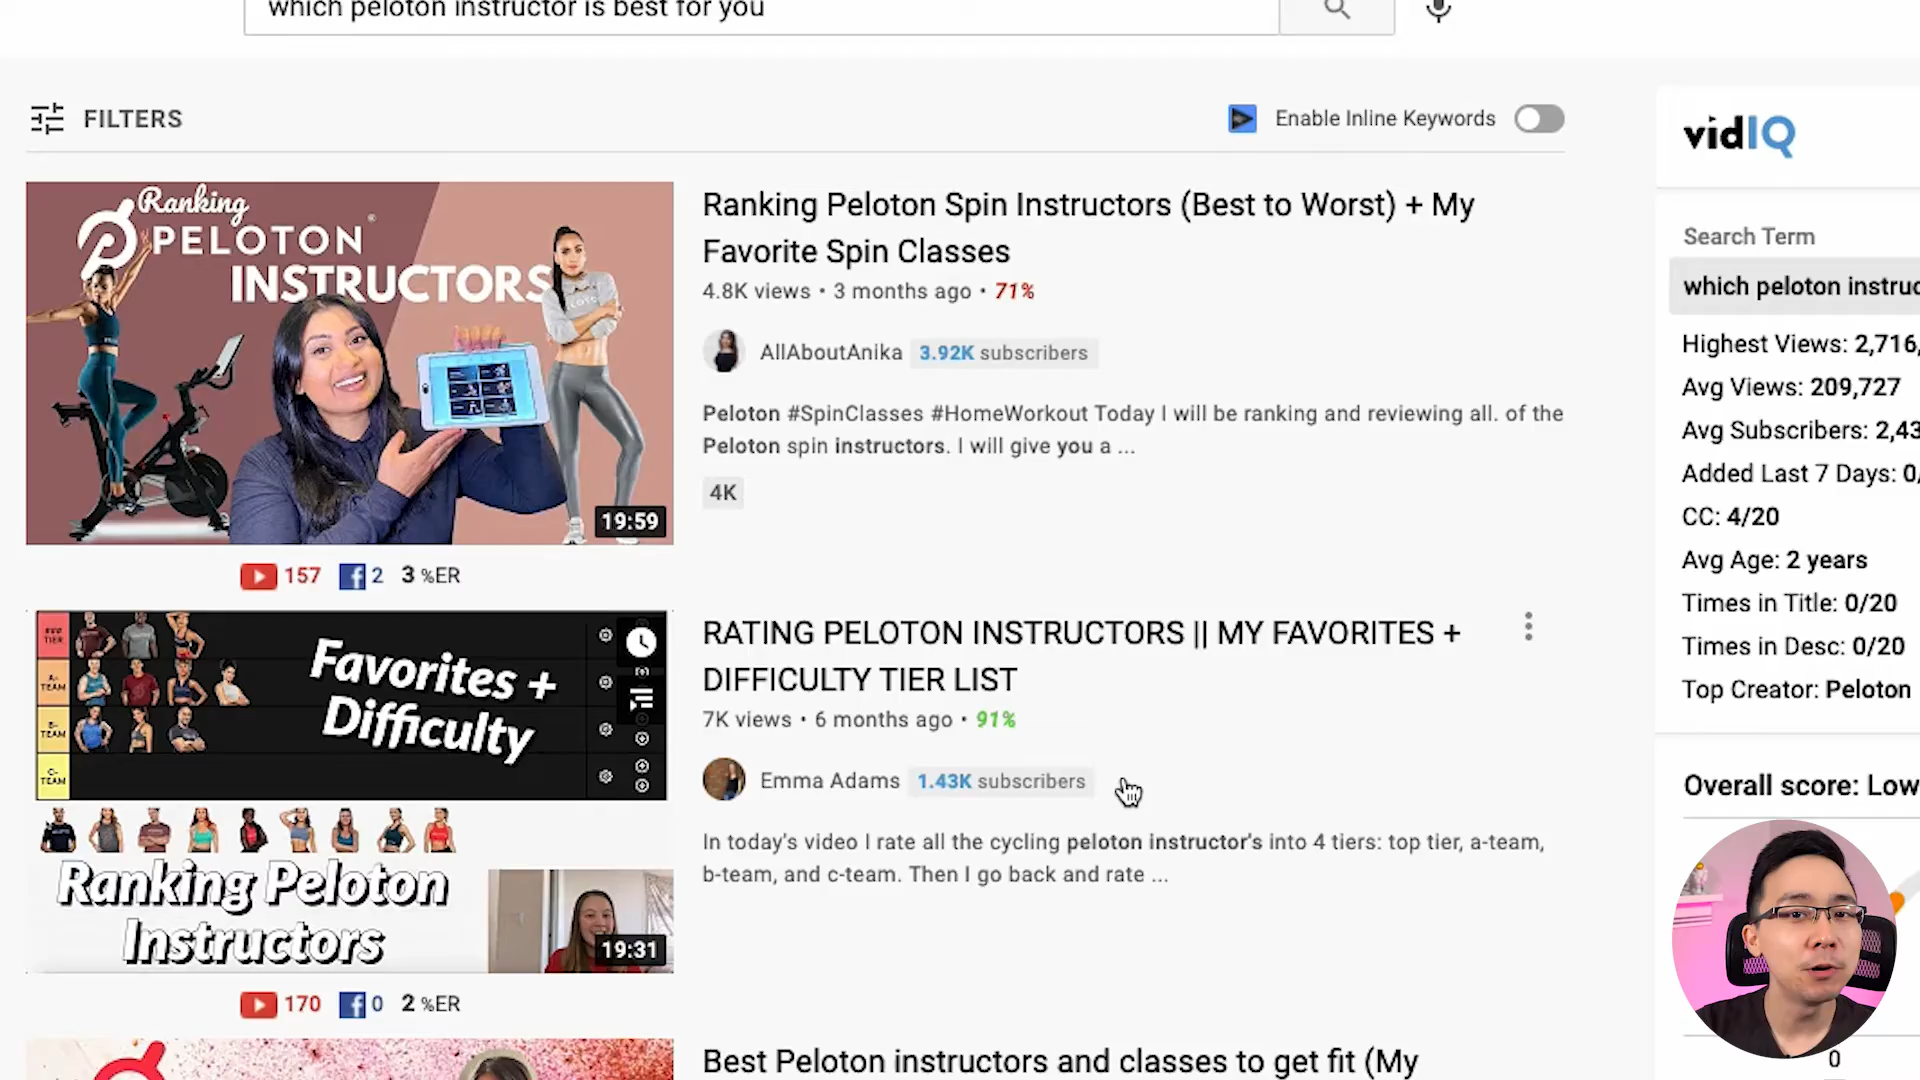 which peloton instructor is best for you
FILTERS
Enable Inline Keywords
Ranking
PELOTON
INSTRUCTORS
19:59
157 2 3 %ER
Ranking Peloton Spin Instructors (Best to Worst) + My
Favorite Spin Classes
4.8K views • 3 months ago • 71%
AllAboutAnika 3.92K subscribers
Peloton #SpinClasses #HomeWorkout Today I will be ranking and reviewing all. of the
Peloton spin instructors. I will give you a ...
4K
TIER
A-
TEAM
B-
TEAM
C-
TEAM
Favorites +
Difficulty
Ranking Peloton
Instructors
19:31
170 0 2 %ER
RATING PELOTON INSTRUCTORS || MY FAVORITES +
DIFFICULTY TIER LIST
7K views • 6 months ago • 91%
Emma Adams 1.43K subscribers
In today's video I rate all the cycling peloton instructor's into 4 tiers: top tier, a-team,
b-team, and c-team. Then I go back and rate ...
Best Peloton instructors and classes to get fit (My
vidIQ
Search Term
which peloton instruc
Highest Views: 2,716,
Avg Views: 209,727
Avg Subscribers: 2,43
Added Last 7 Days: 0/
CC: 4/20
Avg Age: 2 years
Times in Title: 0/20
Times in Desc: 0/20
Top Creator: Peloton
Overall score: Low
0